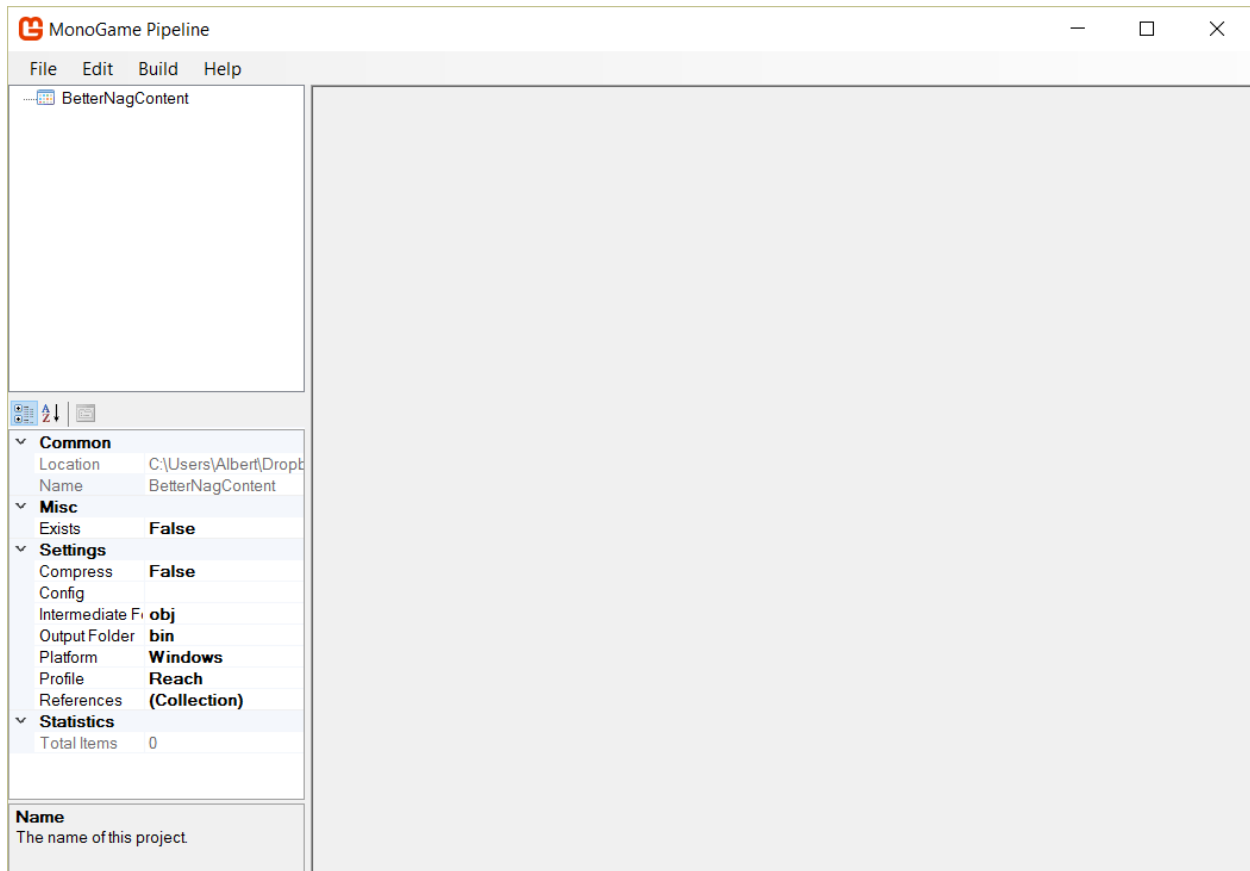 MonoGame Pipeline
File Edit Build Help
BetterNagContent
Common
Location C:\Users\Albert\Dropb
Name BetterNagContent
Misc
Exists False
Settings
Compress False
Config
Intermediate F obj
Output Folder bin
Platform Windows
Profile Reach
References (Collection)
Statistics
Total Items 0
Name
The name of this project.